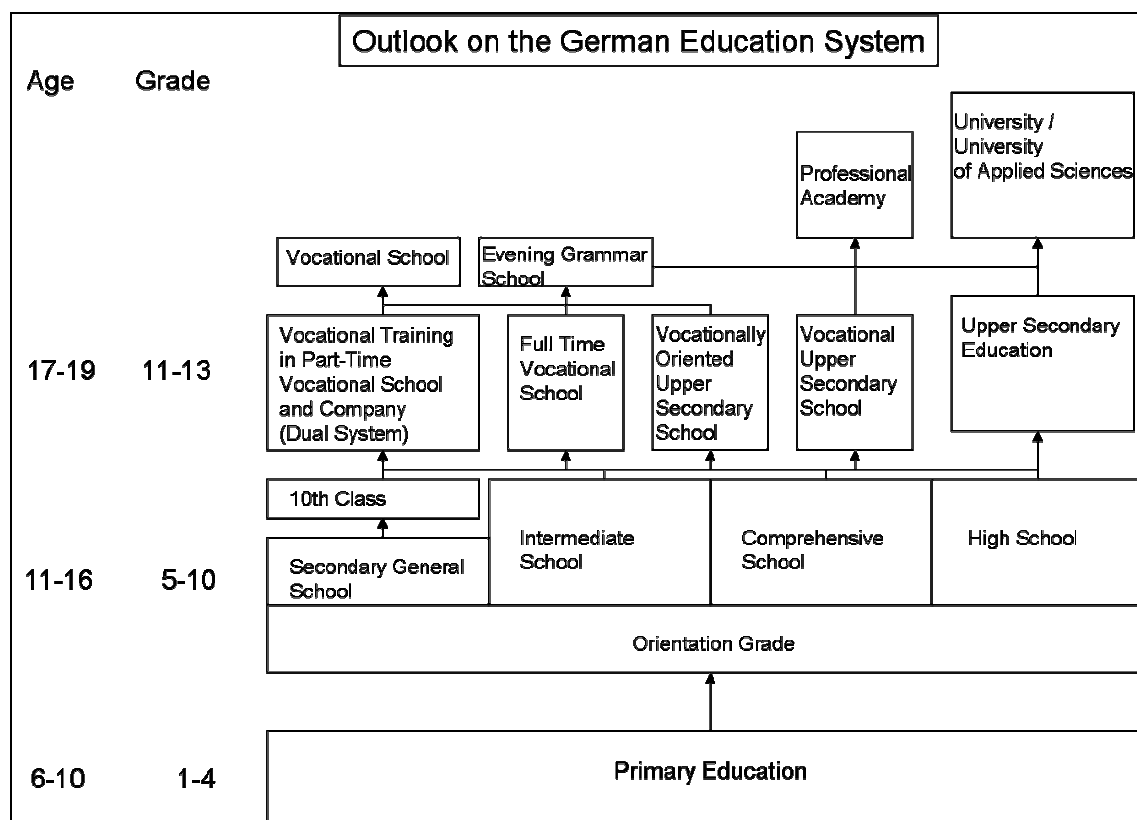 Outlook on the German Education System
Age Grade
University /
University
of Applied Sciences
Professional
Academy
Vocational School
Evening Grammar
School
17-19 11-13
Vocational Training
in Part-Time
Vocational School
and Company
(Dual System)
Full Time
Vocational
School
Vocationally
Oriented
Upper
Secondary
School
Vocational
Upper
Secondary
School
Upper Secondary
Education
10th Class
11-16 5-10
Secondary General
School
Intermediate
School
Comprehensive
School
High School
Orientation Grade
6-10 1-4
Primary Education